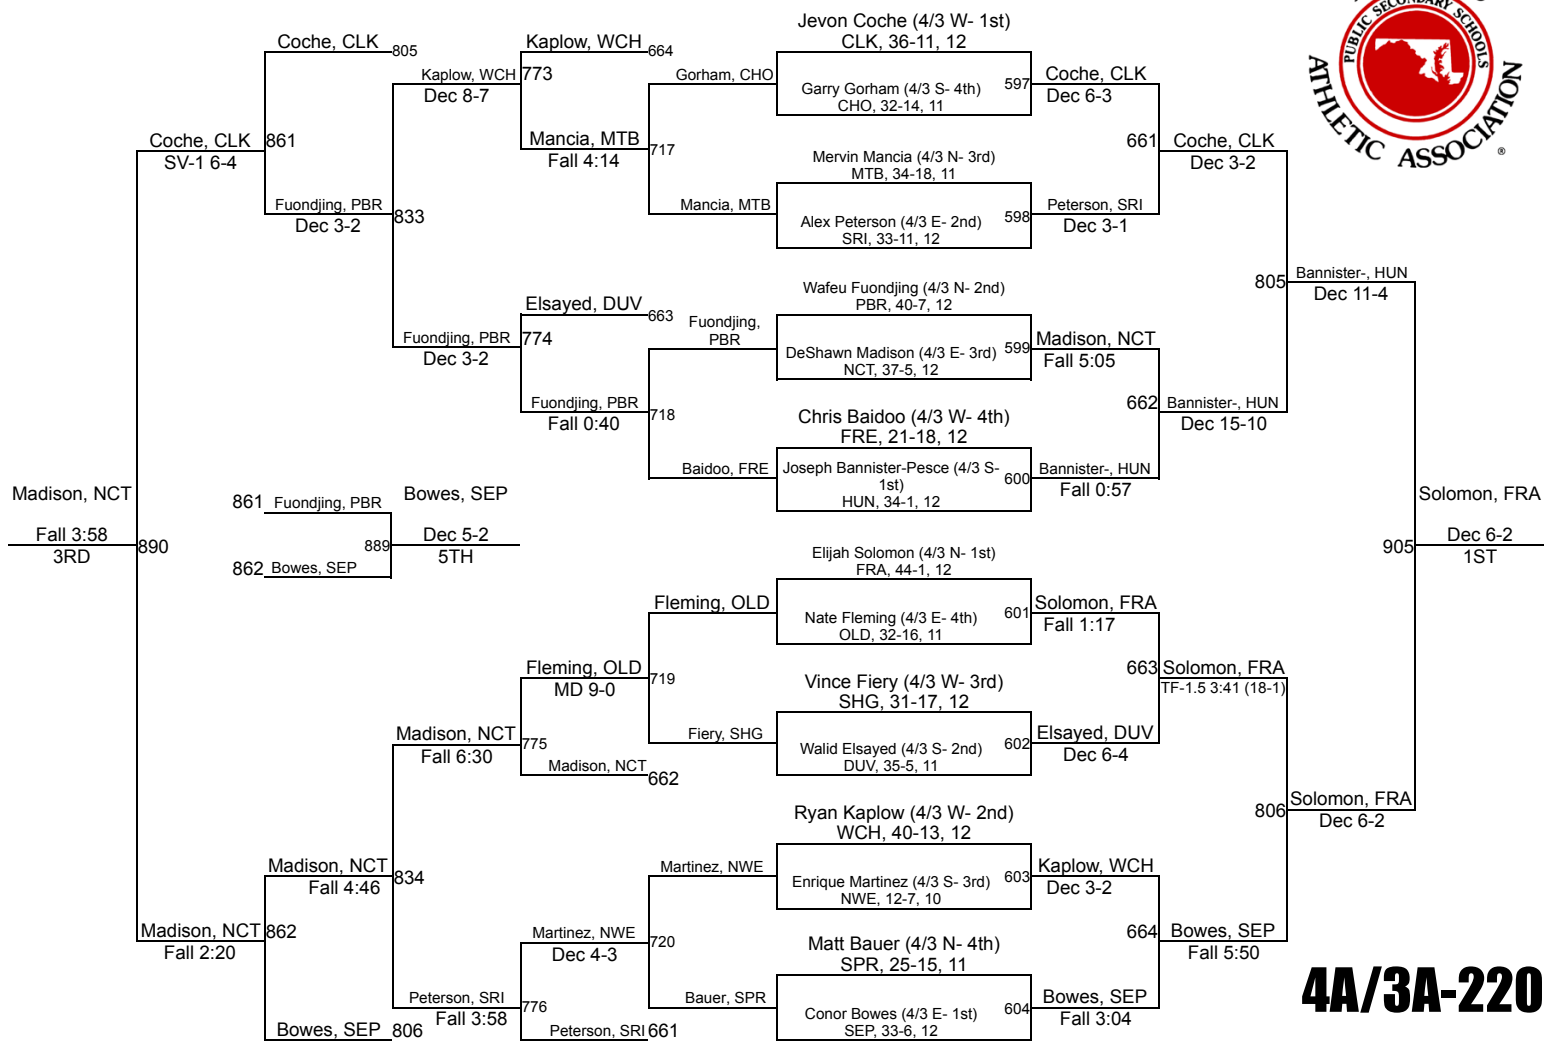 PUBLIC SECONDARY SCHOOLS
ATHLETIC ASSOCIATION
®
Jevon Coche (4/3 W- 1st)
CLK, 36-11, 12
Garry Gorham (4/3 S- 4th)
CHO, 32-14, 11
597
Mervin Mancia (4/3 N- 3rd)
MTB, 34-18, 11
Alex Peterson (4/3 E- 2nd)
SRI, 33-11, 12
598
Wafeu Fuondjing (4/3 N- 2nd)
PBR, 40-7, 12
DeShawn Madison (4/3 E- 3rd)
NCT, 37-5, 12
599
Chris Baidoo (4/3 W- 4th)
FRE, 21-18, 12
Joseph Bannister-Pesce (4/3 S-
1st)
HUN, 34-1, 12
600
Elijah Solomon (4/3 N- 1st)
FRA, 44-1, 12
Nate Fleming (4/3 E- 4th)
OLD, 32-16, 11
601
Vince Fiery (4/3 W- 3rd)
SHG, 31-17, 12
Walid Elsayed (4/3 S- 2nd)
DUV, 35-5, 11
602
Ryan Kaplow (4/3 W- 2nd)
WCH, 40-13, 12
Enrique Martinez (4/3 S- 3rd)
NWE, 12-7, 10
603
Matt Bauer (4/3 N- 4th)
SPR, 25-15, 11
Conor Bowes (4/3 E- 1st)
SEP, 33-6, 12
604
Coche, CLK
Dec 6-3
661
Peterson, SRI
Dec 3-1
Madison, NCT
Fall 5:05
662
Bannister-, HUN
Fall 0:57
Solomon, FRA
Fall 1:17
663
Elsayed, DUV
Dec 6-4
Kaplow, WCH
Dec 3-2
664
Bowes, SEP
Fall 3:04
Coche, CLK
Dec 3-2
805
Bannister-, HUN
Dec 15-10
Solomon, FRA
TF-1.5 3:41 (18-1)
806
Bowes, SEP
Fall 5:50
Bannister-, HUN
Dec 11-4
905
Solomon, FRA
Dec 6-2
Solomon, FRA
Dec 6-2
1ST
Gorham, CHO
717
Mancia, MTB
Fuondjing,
PBR
718
Baidoo, FRE
Fleming, OLD
719
Fiery, SHG
Martinez, NWE
720
Bauer, SPR
Kaplow, WCH
664
773
Mancia, MTB
Fall 4:14
Elsayed, DUV
663
774
Fuondjing, PBR
Fall 0:40
Fleming, OLD
MD 9-0
775
Madison, NCT
662
Martinez, NWE
Dec 4-3
776
Peterson, SRI
661
Kaplow, WCH
Dec 8-7
833
Fuondjing, PBR
Dec 3-2
Madison, NCT
Fall 6:30
834
Peterson, SRI
Fall 3:58
Coche, CLK
805
861
Fuondjing, PBR
Dec 3-2
Madison, NCT
Fall 4:46
862
Bowes, SEP
806
Coche, CLK
SV-1 6-4
890
Madison, NCT
Fall 2:20
Madison, NCT
Fall 3:58
3RD
861
Fuondjing, PBR
889
862
Bowes, SEP
Bowes, SEP
Dec 5-2
5TH
4A/3A-220